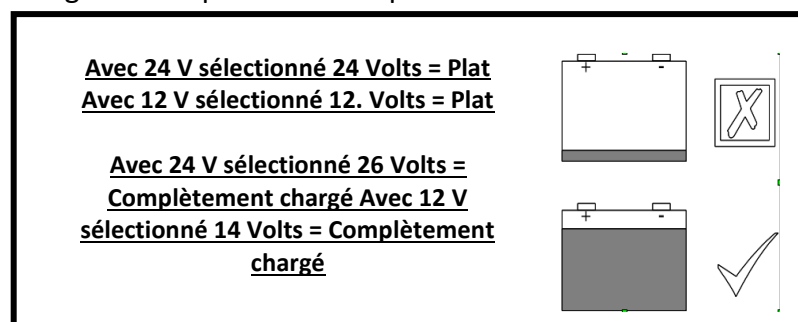 Avec 24 V sélectionné 24 Volts = Plat
Avec 12 V sélectionné 12. Volts = Plat
Avec 24 V sélectionné 26 Volts =
Complètement chargé Avec 12 V
sélectionné 14 Volts = Complètement
chargé
+ -
X
+ -